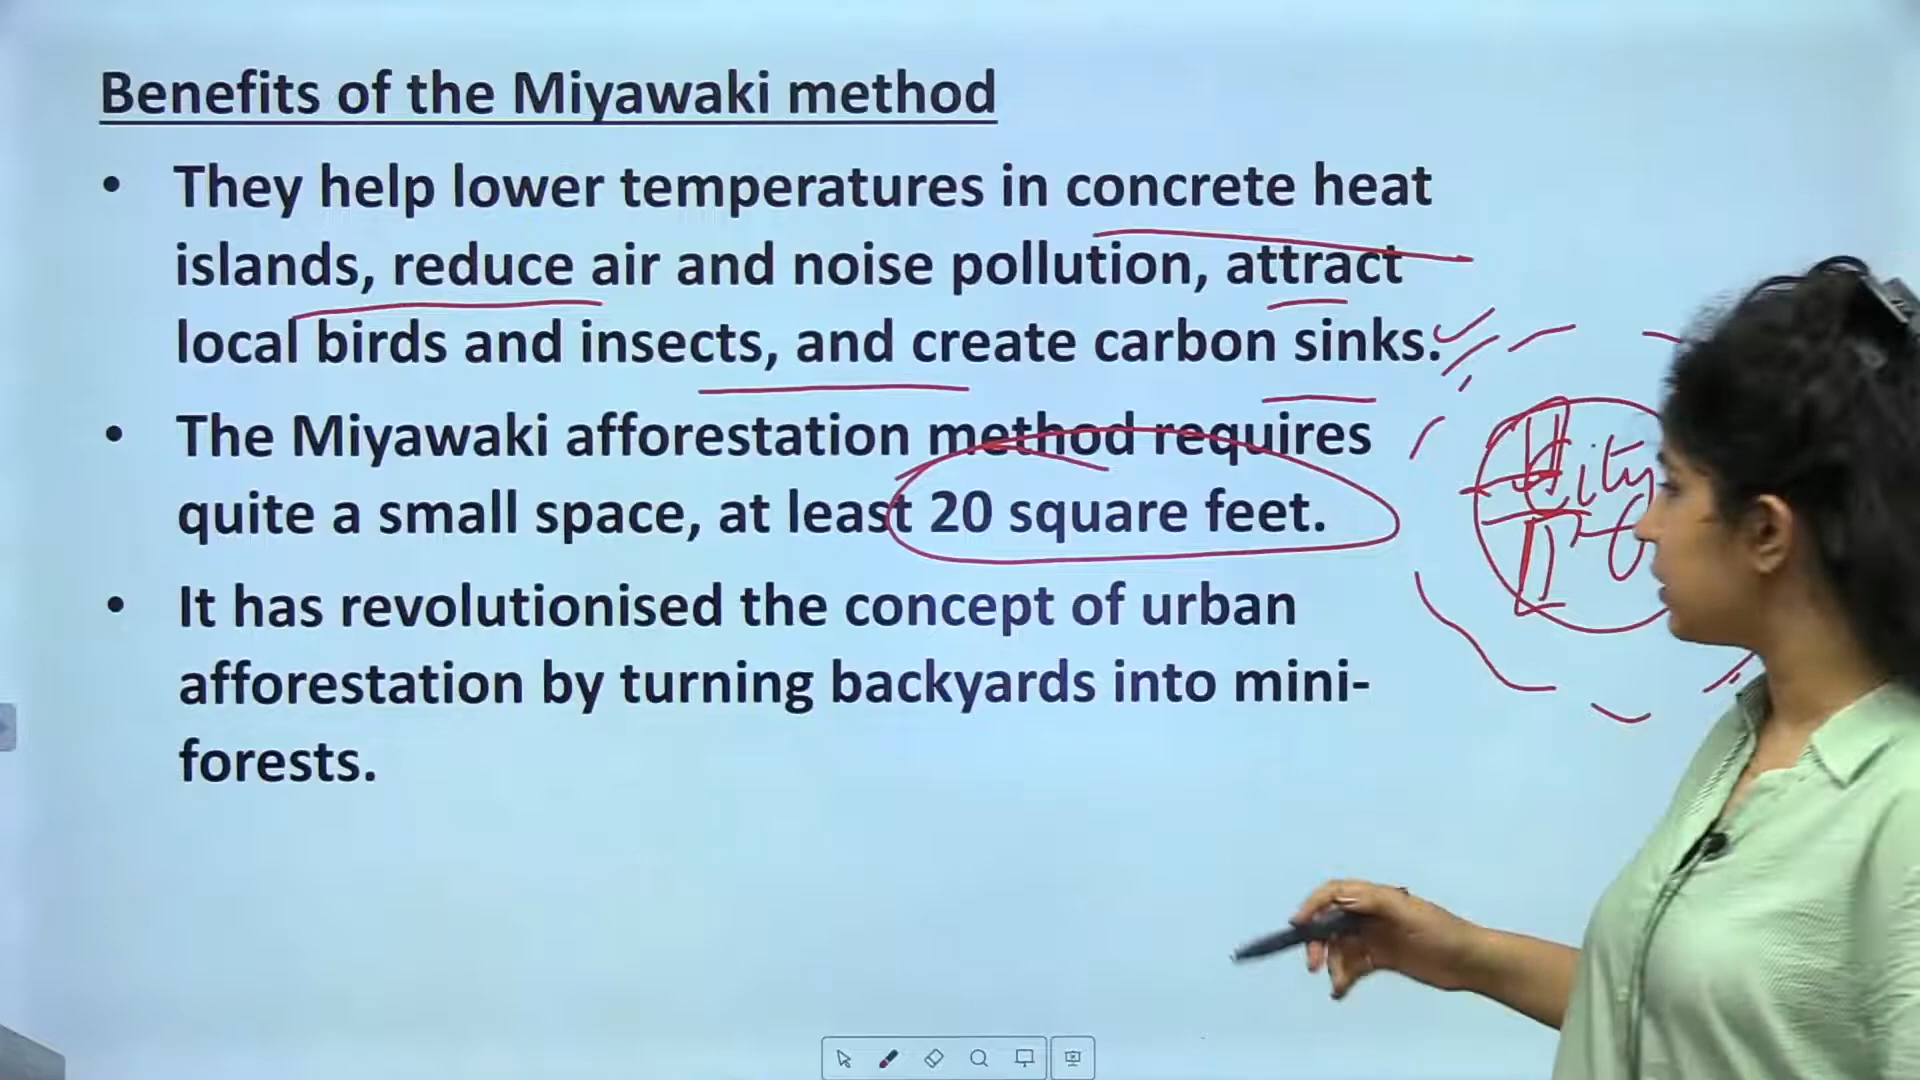 Benefits of the Miyawaki method
• They help lower temperatures in concrete heat
islands, reduce air and noise pollution, attract
local birds and insects, and create carbon sinks.
• The Miyawaki afforestation method requires
quite a small space, at least 20 square feet.
• It has revolutionised the concept of urban
afforestation by turning backyards into mini-
forests.
City